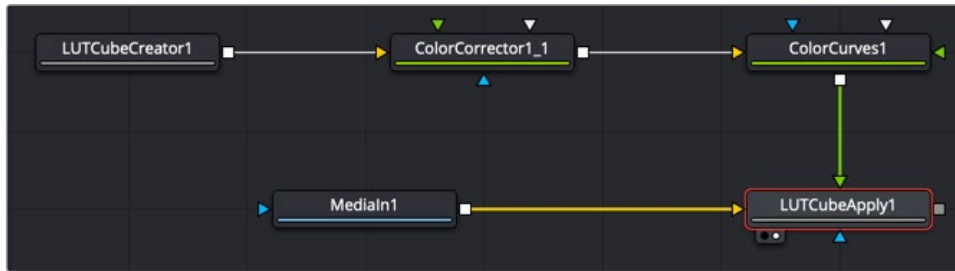 LUTCubeCreator1
ColorCorrector1_1
ColorCurves1
MediaIn1
LUTCubeApply1